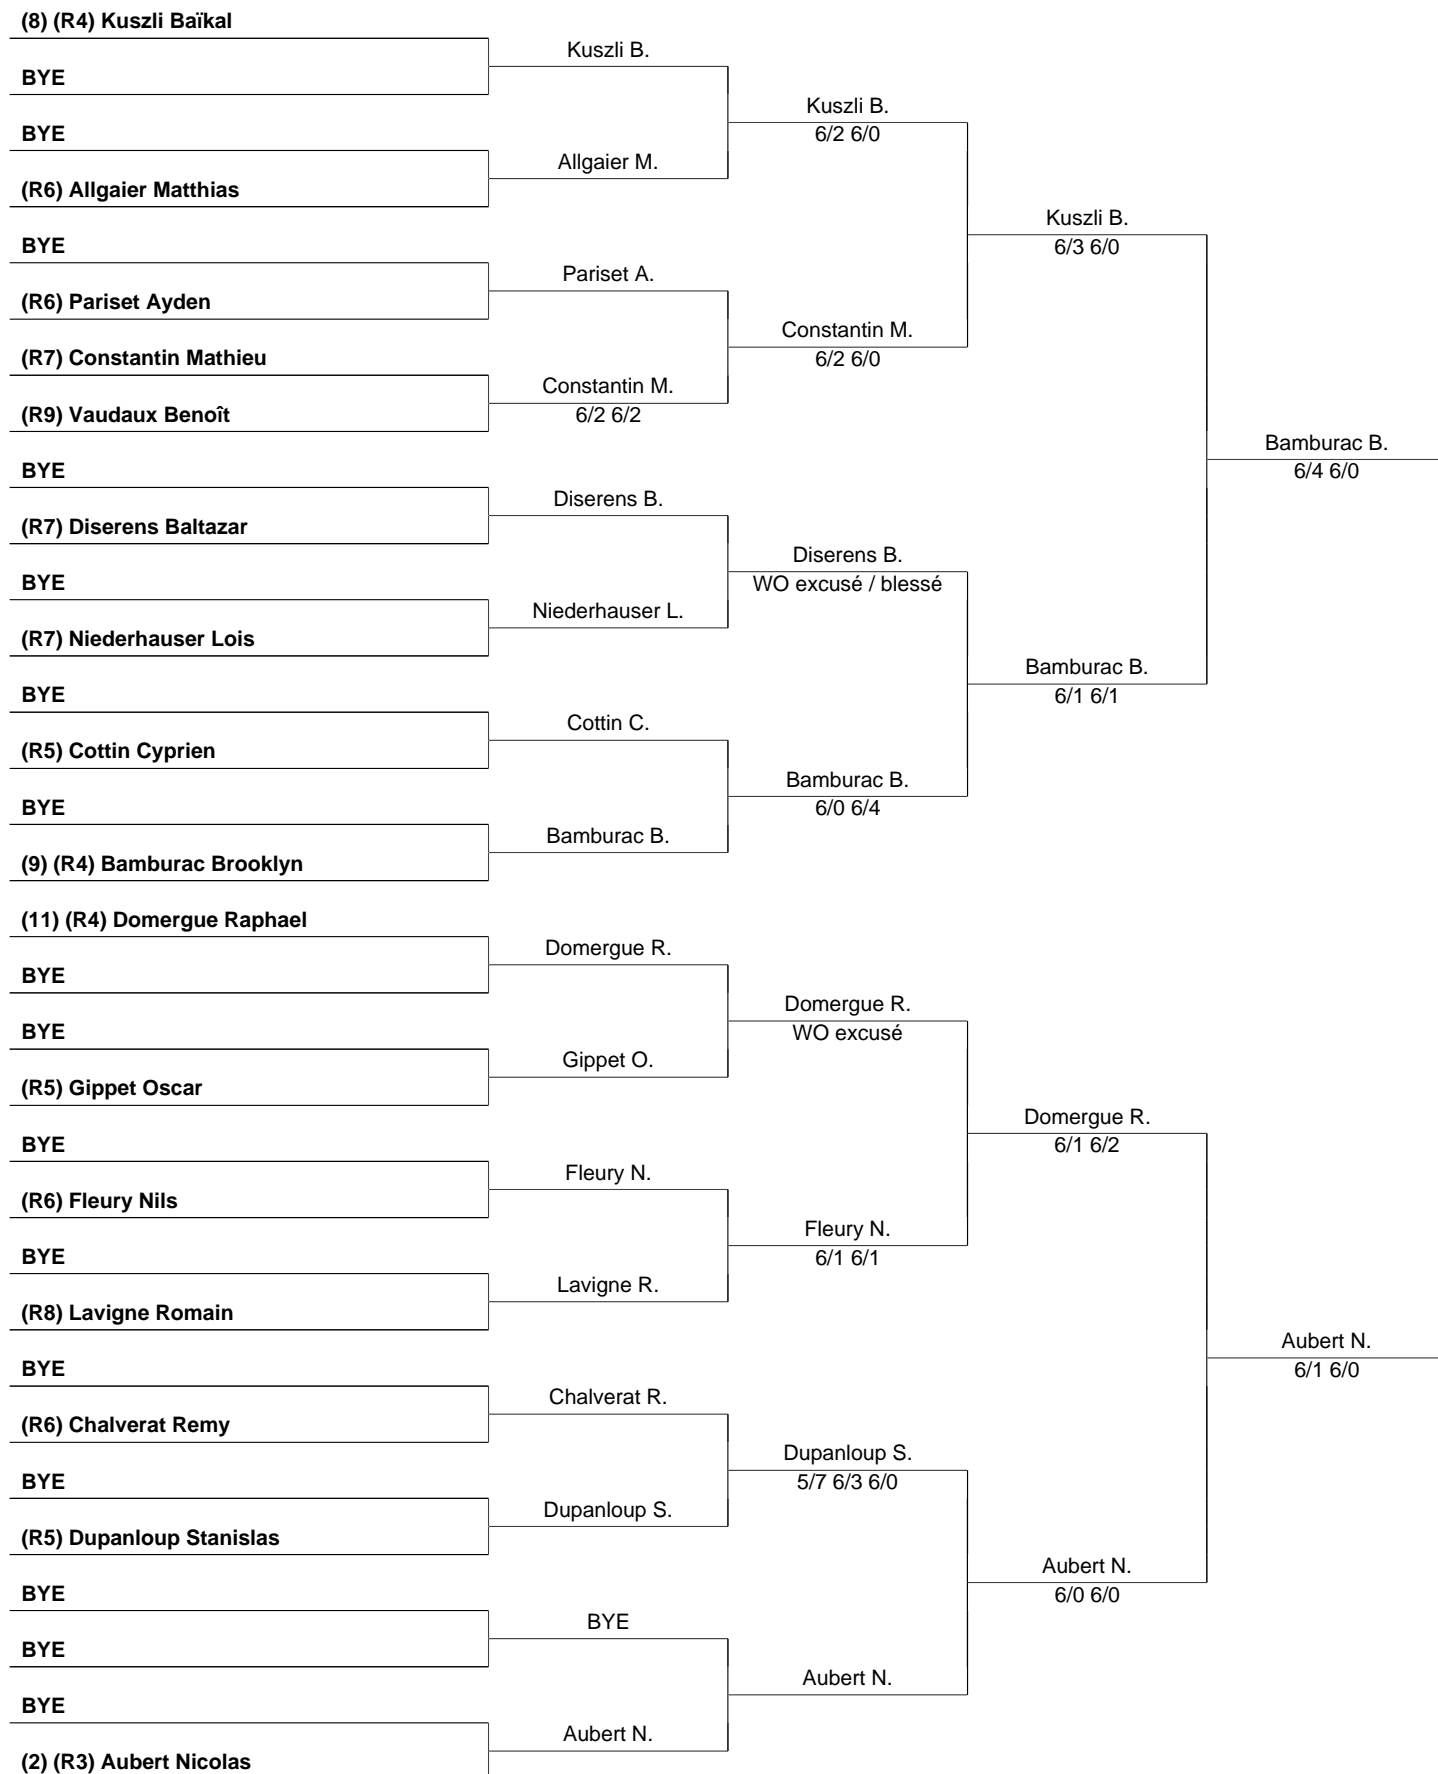 (8) (R4) Kuszli Baïkal
Kuszli B.
BYE
Kuszli B.
6/2 6/0
BYE
Allgaier M.
(R6) Allgaier Matthias
Kuszli B.
6/3 6/0
BYE
Pariset A.
(R6) Pariset Ayden
Constantin M.
6/2 6/0
(R7) Constantin Mathieu
Constantin M.
6/2 6/2
(R9) Vaudaux Benoît
Bamburac B.
6/4 6/0
BYE
Diserens B.
(R7) Diserens Baltazar
Diserens B.
WO excusé / blessé
BYE
Niederhauser L.
(R7) Niederhauser Lois
Bamburac B.
6/1 6/1
BYE
Cottin C.
(R5) Cottin Cyprien
Bamburac B.
6/0 6/4
BYE
Bamburac B.
(9) (R4) Bamburac Brooklyn
(11) (R4) Domergue Raphael
Domergue R.
BYE
Domergue R.
WO excusé
BYE
Gippet O.
(R5) Gippet Oscar
Domergue R.
6/1 6/2
BYE
Fleury N.
(R6) Fleury Nils
Fleury N.
6/1 6/1
BYE
Lavigne R.
(R8) Lavigne Romain
Aubert N.
6/1 6/0
BYE
Chalverat R.
(R6) Chalverat Remy
Dupanloup S.
5/7 6/3 6/0
BYE
Dupanloup S.
(R5) Dupanloup Stanislas
Aubert N.
6/0 6/0
BYE
BYE
BYE
Aubert N.
BYE
Aubert N.
(2) (R3) Aubert Nicolas